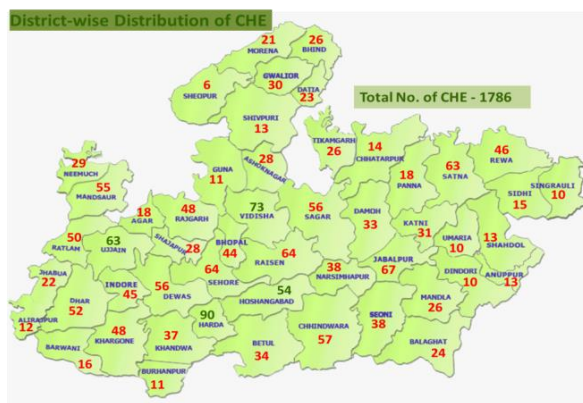 District-wise Distribution of CHE
Total No. of CHE - 1786
21
MORENA
26
BHIND
6
SHEOPUR
GWALIOR
30
DATIA
23
SHIVPURI
13
TIKAMGARH
26
14
CHHATARPUR
18
PANNA
63
SATNA
46
REWA
SIDHI
15
SINGRAULI
10
29
NEEMUCH
55
MANDSAUR
GUNA
11
28
ASHOKNAGAR
18
AGAR
48
RAJGARH
73
VIDISHA
56
SAGAR
DAMOH
33
KATNI
31
UMARIA
10
13
SHAHDOL
50
RATLAM
63
UJJAIN
SHAJAPUR
28
BHOPAL
44
64
RAISEN
38
NARSIMHAPUR
JABALPUR
67
DINDORI
10
ANUPPUR
13
JHABUA
22
DHAR
52
INDORE
45
56
DEWAS
64
SEHORE
54
HOSHANGABAD
MANDLA
26
ALIRAJPUR
12
BARWANI
16
48
KHARGONE
37
KHANDWA
90
HARDA
BETUL
34
CHHINDWARA
57
SEONI
38
BALAGHAT
24
BURHANPUR
11